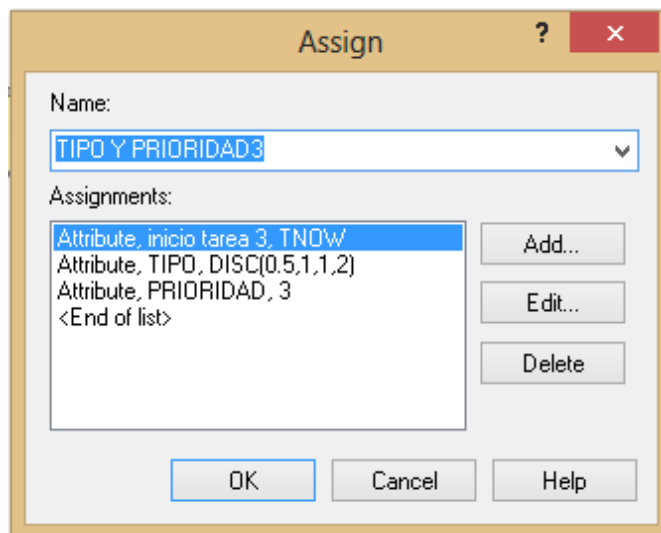 Assign
?
×
Name:
TIPO Y PRIORIDAD3
Assignments:
Attribute, inicio tarea 3, TNOW
Attribute, TIPO, DISC(0.5,1,1,2)
Attribute, PRIORIDAD, 3
<End of list>
Add...
Edit...
Delete
OK
Cancel
Help